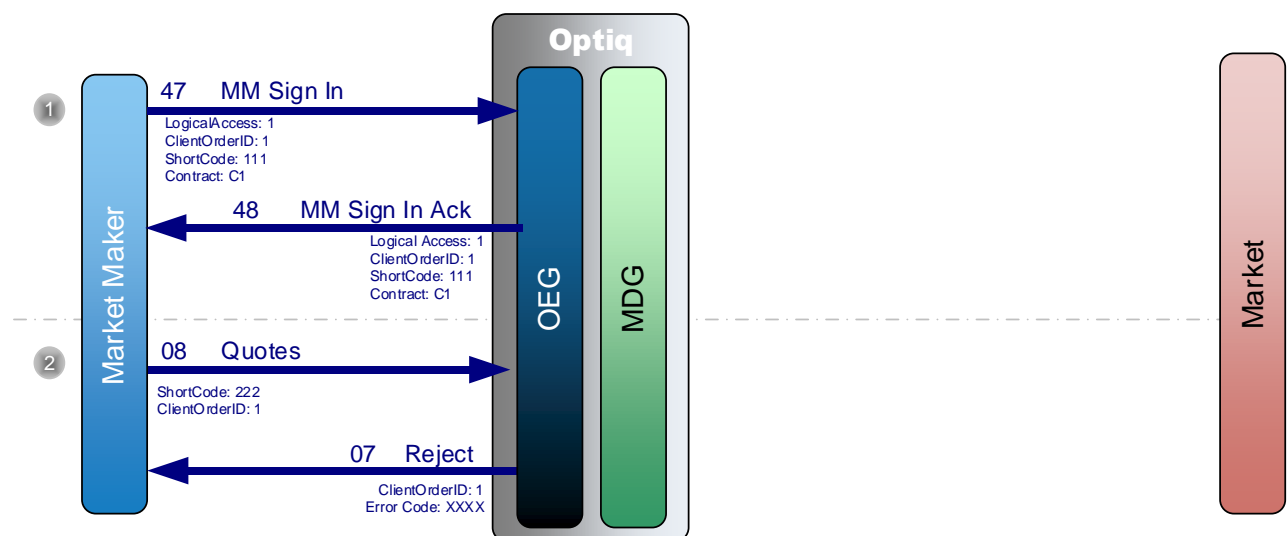 Optiq
1
47 MM Sign In
LogicalAccess: 1
ClientOrderID: 1
ShortCode: 111
Contract: C1
48 MM Sign In Ack
Logical Access: 1
ClientOrderID: 1
ShortCode: 111
Contract: C1
Market Maker
OEG
MDG
Market
2
08 Quotes
ShortCode: 222
ClientOrderID: 1
07 Reject
ClientOrderID: 1
Error Code: XXXX